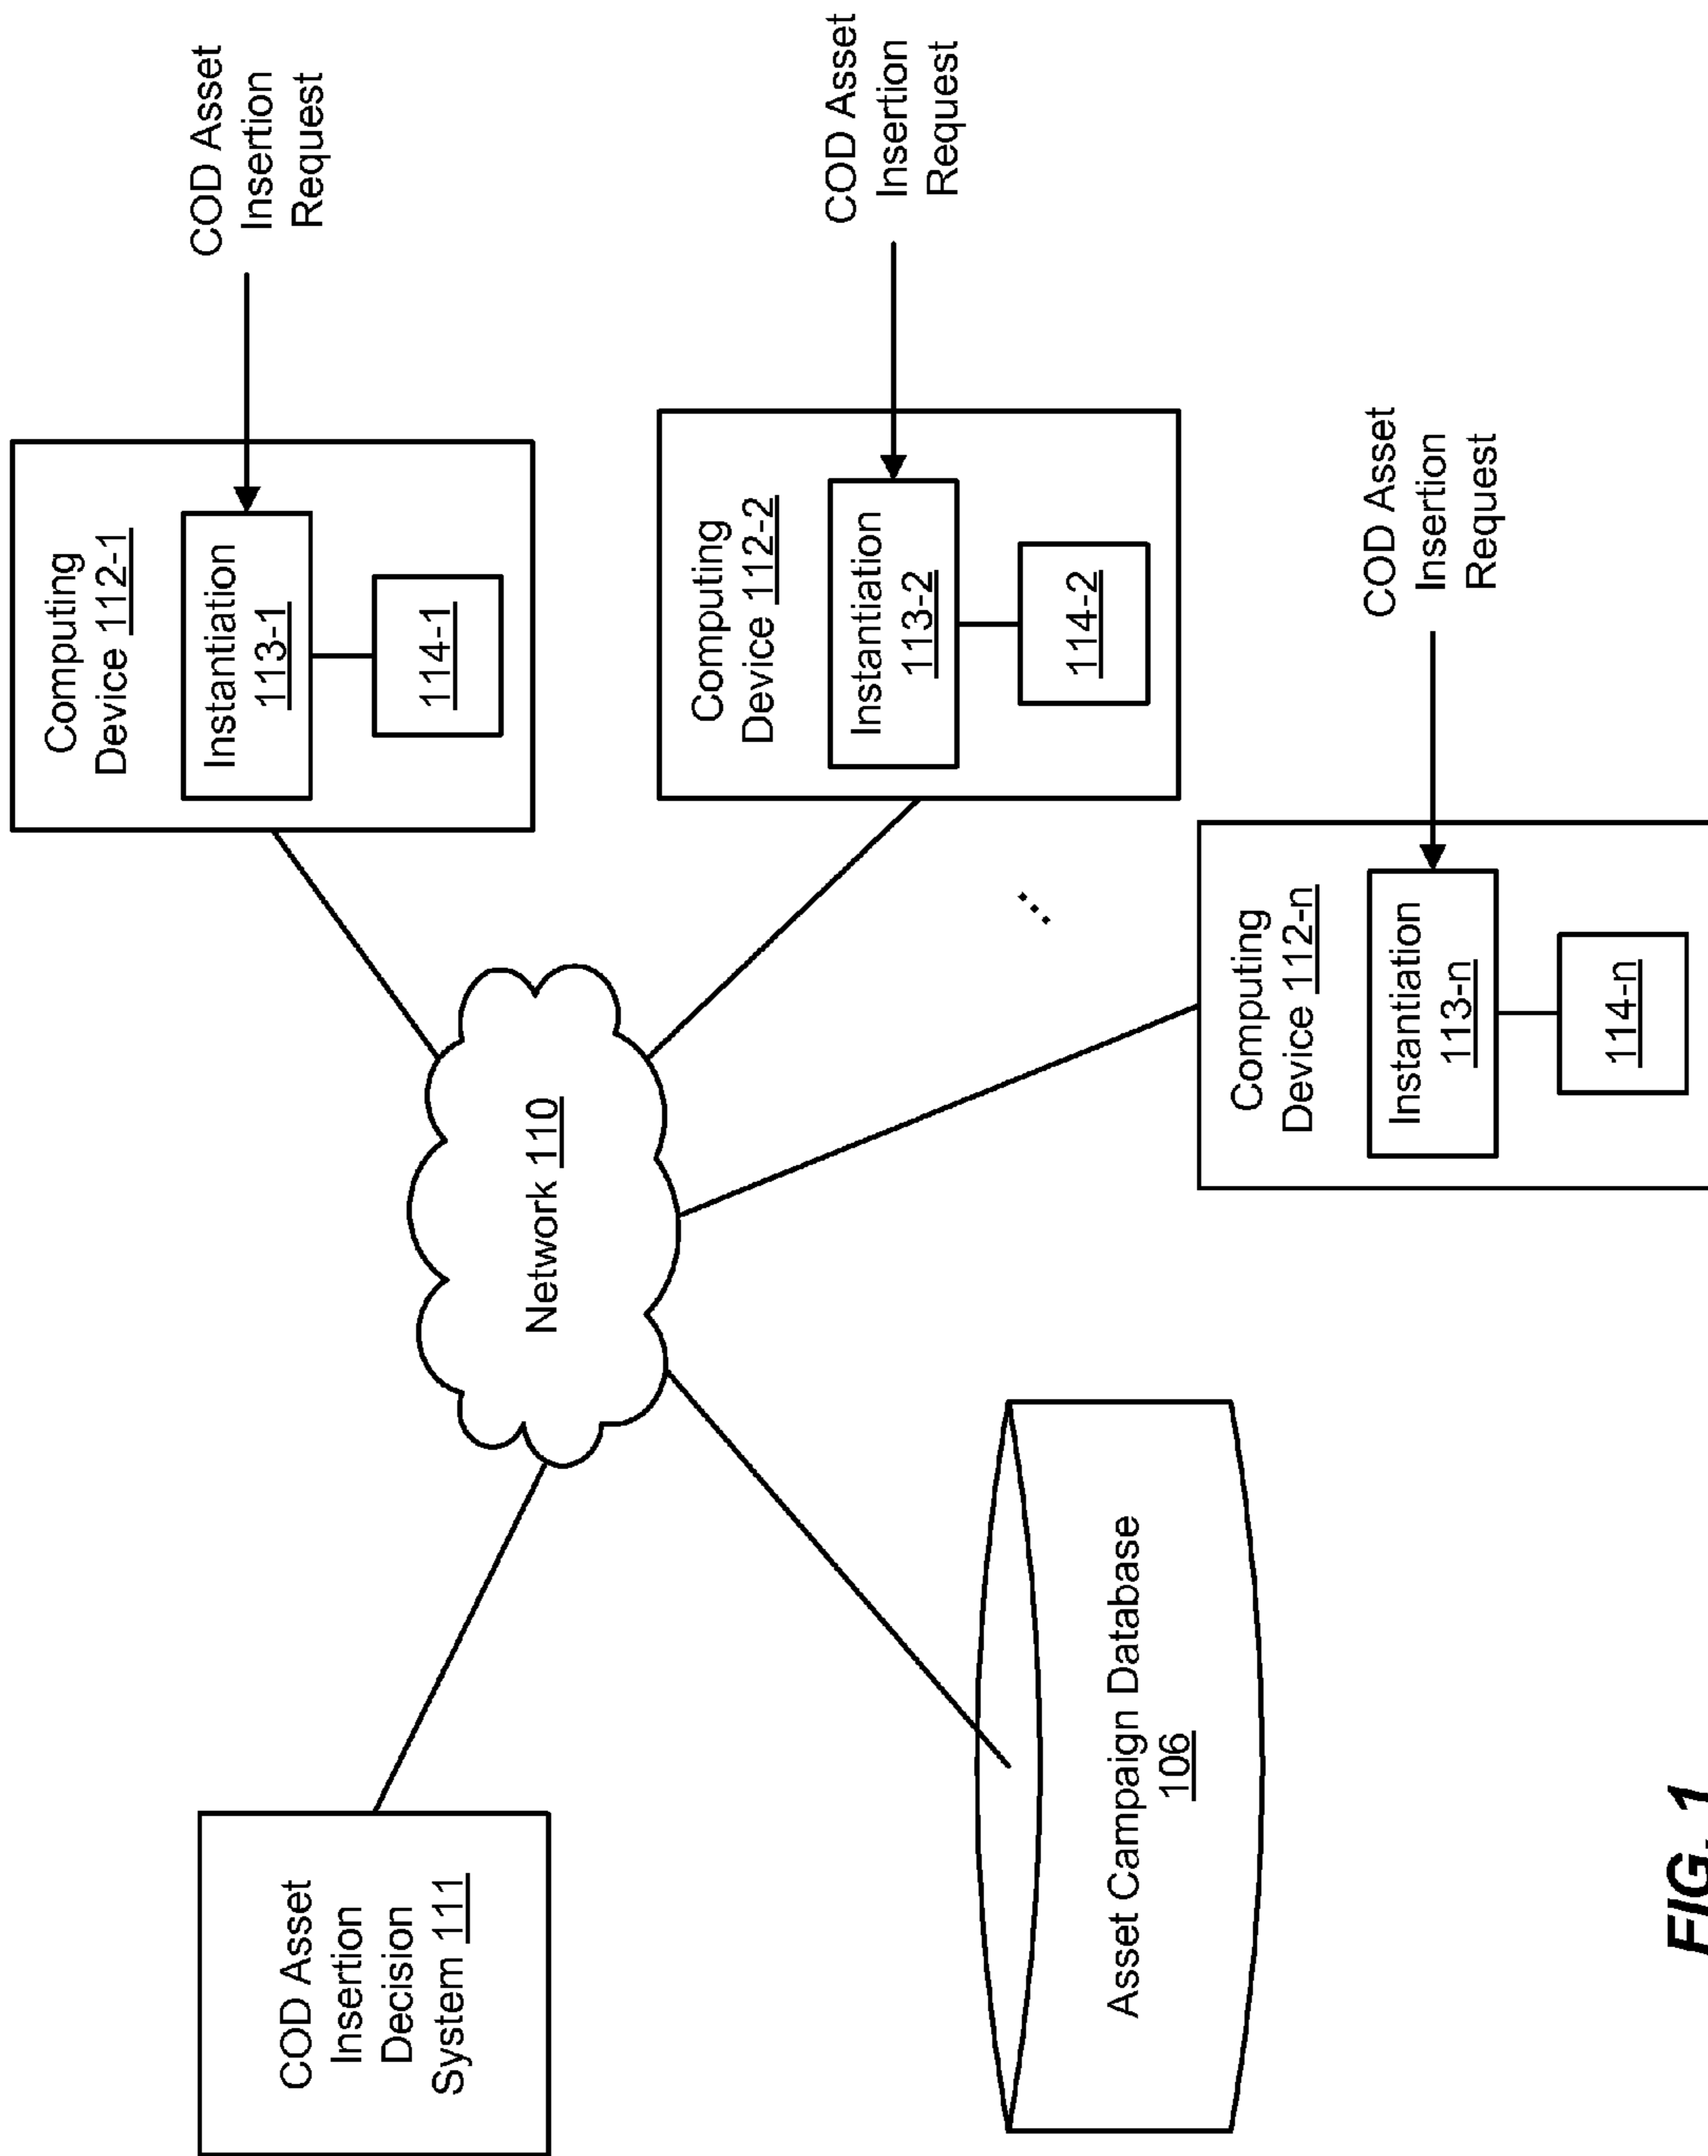 COD Asset
Insertion
Decision
System 111
Network 110
Asset Campaign Database
106
Computing
Device 112-1
Instantiation
113-1
114-1
COD Asset
Insertion
Request
Computing
Device 112-2
Instantiation
113-2
114-2
COD Asset
Insertion
Request
...
Computing
Device 112-n
Instantiation
113-n
114-n
COD Asset
Insertion
Request
FIG. 1